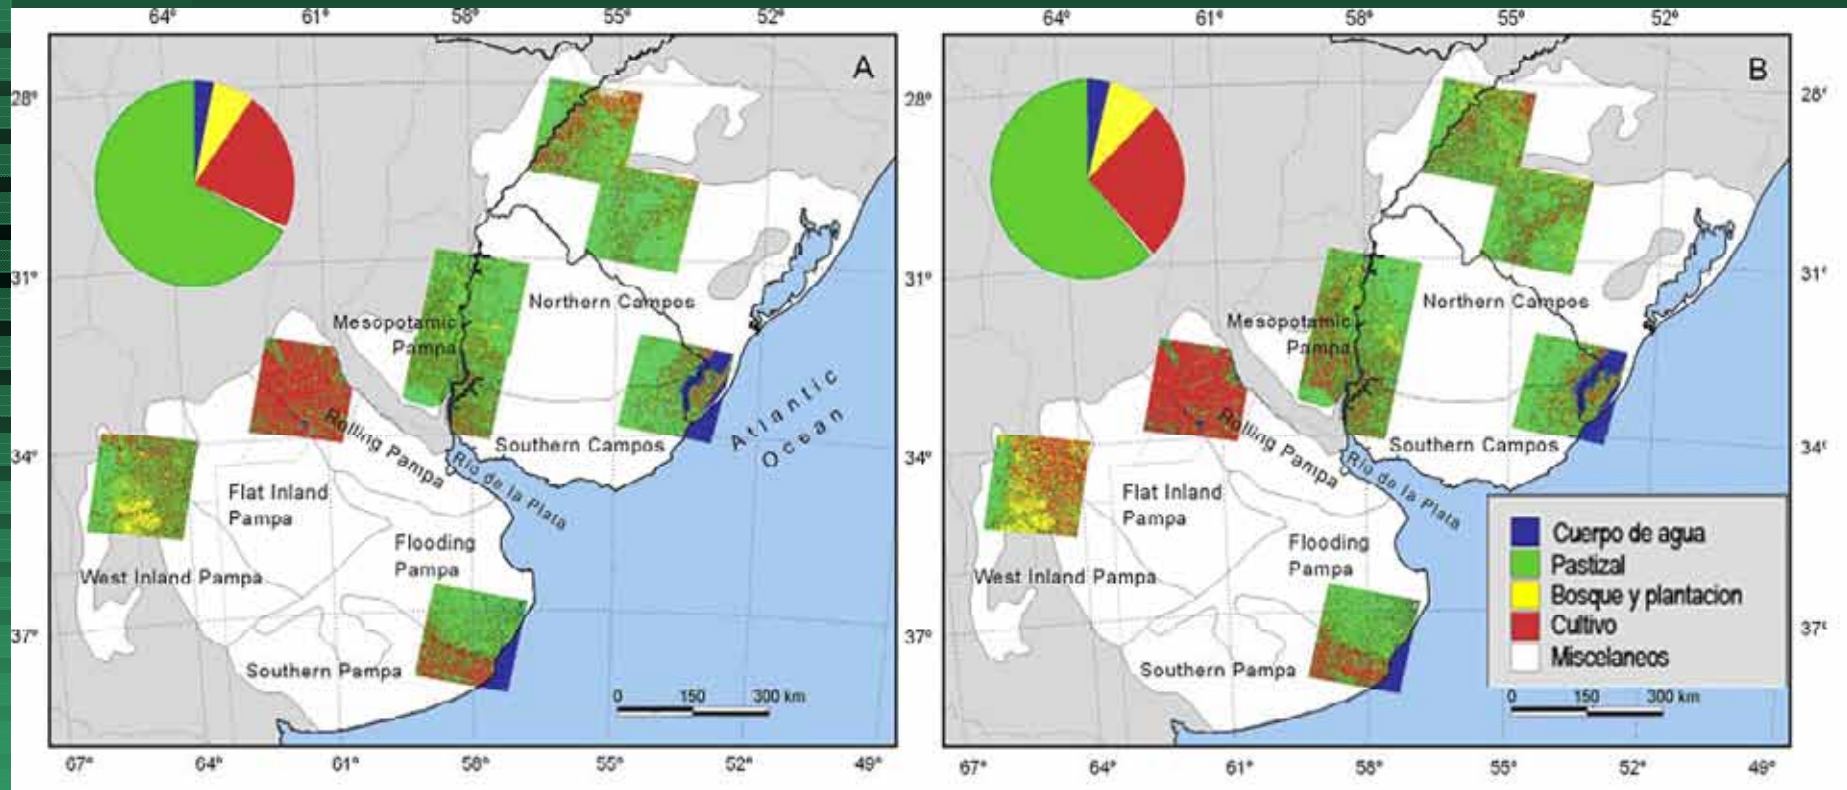 64° 61° 58° 55° 52°
A
28°
31°
34°
37°
Northern Campos
Mesopotamic
Pampa
Rolling Pampa
Southern Campos
Atlantic
Ocean
Río de la Plata
Flat Inland
Pampa
Flooding
Pampa
West Inland Pampa
Southern Pampa
0 150 300 km
67° 64° 61° 58° 55° 52° 49°
64° 61° 58° 55° 52°
B
28° 28°
31° 31°
34° 34°
37° 37°
Northern Campos
Mesopotamic
Pampa
Rolling Pampa
Southern Campos
Río de la Plata
Flat Inland
Pampa
Flooding
Pampa
West Inland Pampa
Southern Pampa
Cuerpo de agua
Pastizal
Bosque y plantacion
Cultivo
Miscelaneos
0 150 300 km
67° 64° 61° 58° 55° 52° 49°